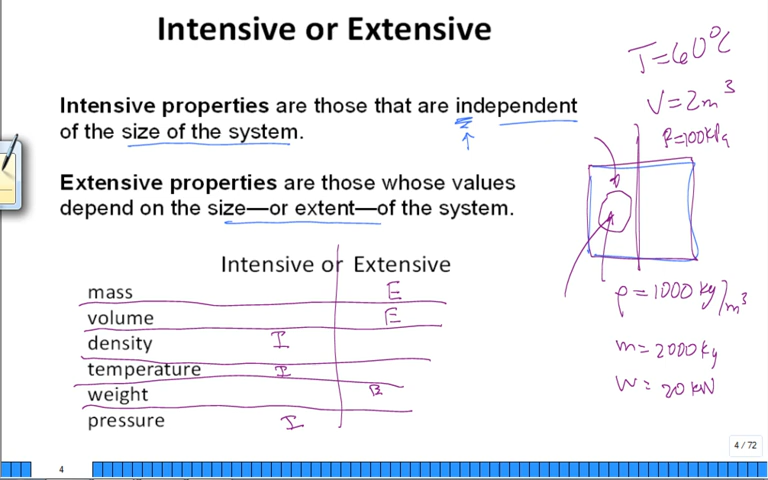 Intensive or Extensive
Intensive properties are those that are independent
of the size of the system.
Extensive properties are those whose values
depend on the size—or extent—of the system.
Intensive or Extensive
mass E
volume E
density I
temperature I
weight E
pressure I
T=60°C
V=2m³
P=100kPa
ρ=1000 kg/m³
m=2000kg
W=20 kN
4/72
4